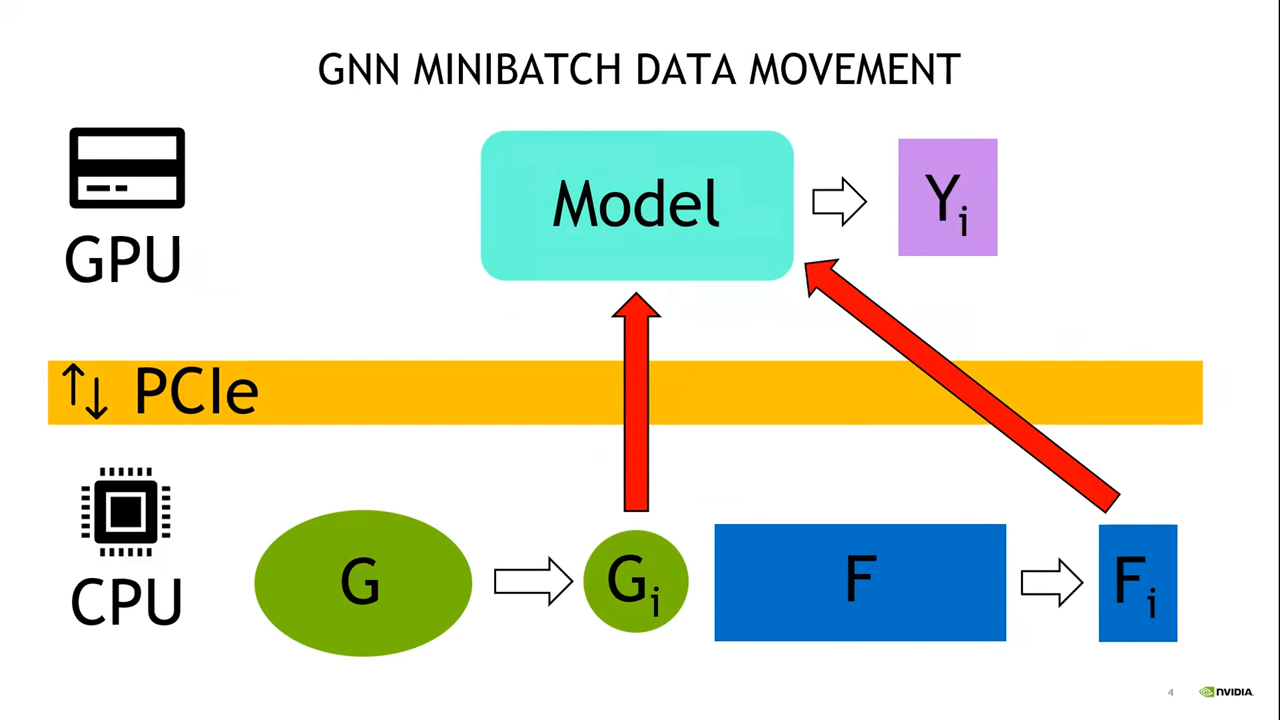 GNN MINIBATCH DATA MOVEMENT
GPU
Model
Yi
PCIe
CPU
G
Gi
F
Fi
4
NVIDIA.